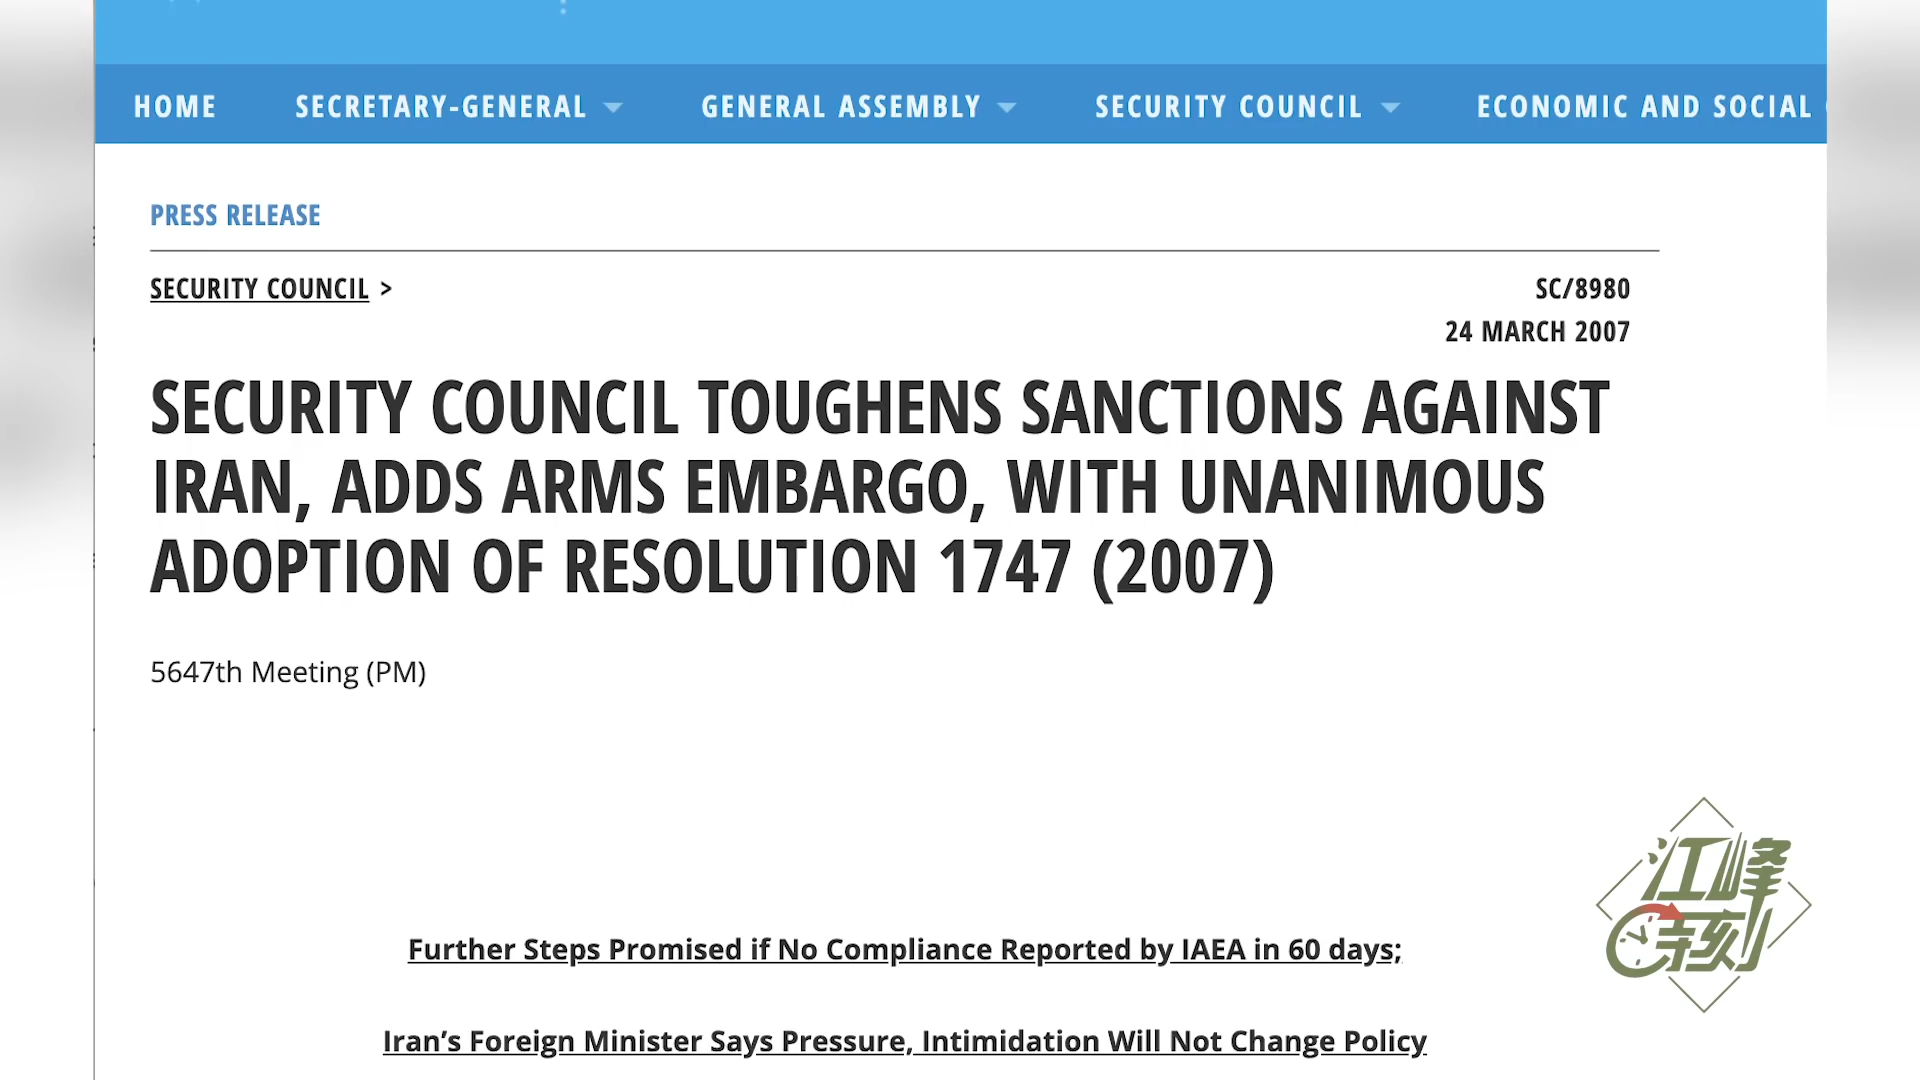 HOME SECRETARY-GENERAL GENERAL ASSEMBLY SECURITY COUNCIL ECONOMIC AND SOCIAL
PRESS RELEASE
SECURITY COUNCIL >
SC/8980
24 MARCH 2007
SECURITY COUNCIL TOUGHENS SANCTIONS AGAINST
IRAN, ADDS ARMS EMBARGO, WITH UNANIMOUS
ADOPTION OF RESOLUTION 1747 (2007)
5647th Meeting (PM)
Further Steps Promised if No Compliance Reported by IAEA in 60 days;
Iran’s Foreign Minister Says Pressure, Intimidation Will Not Change Policy
江峰
时刻